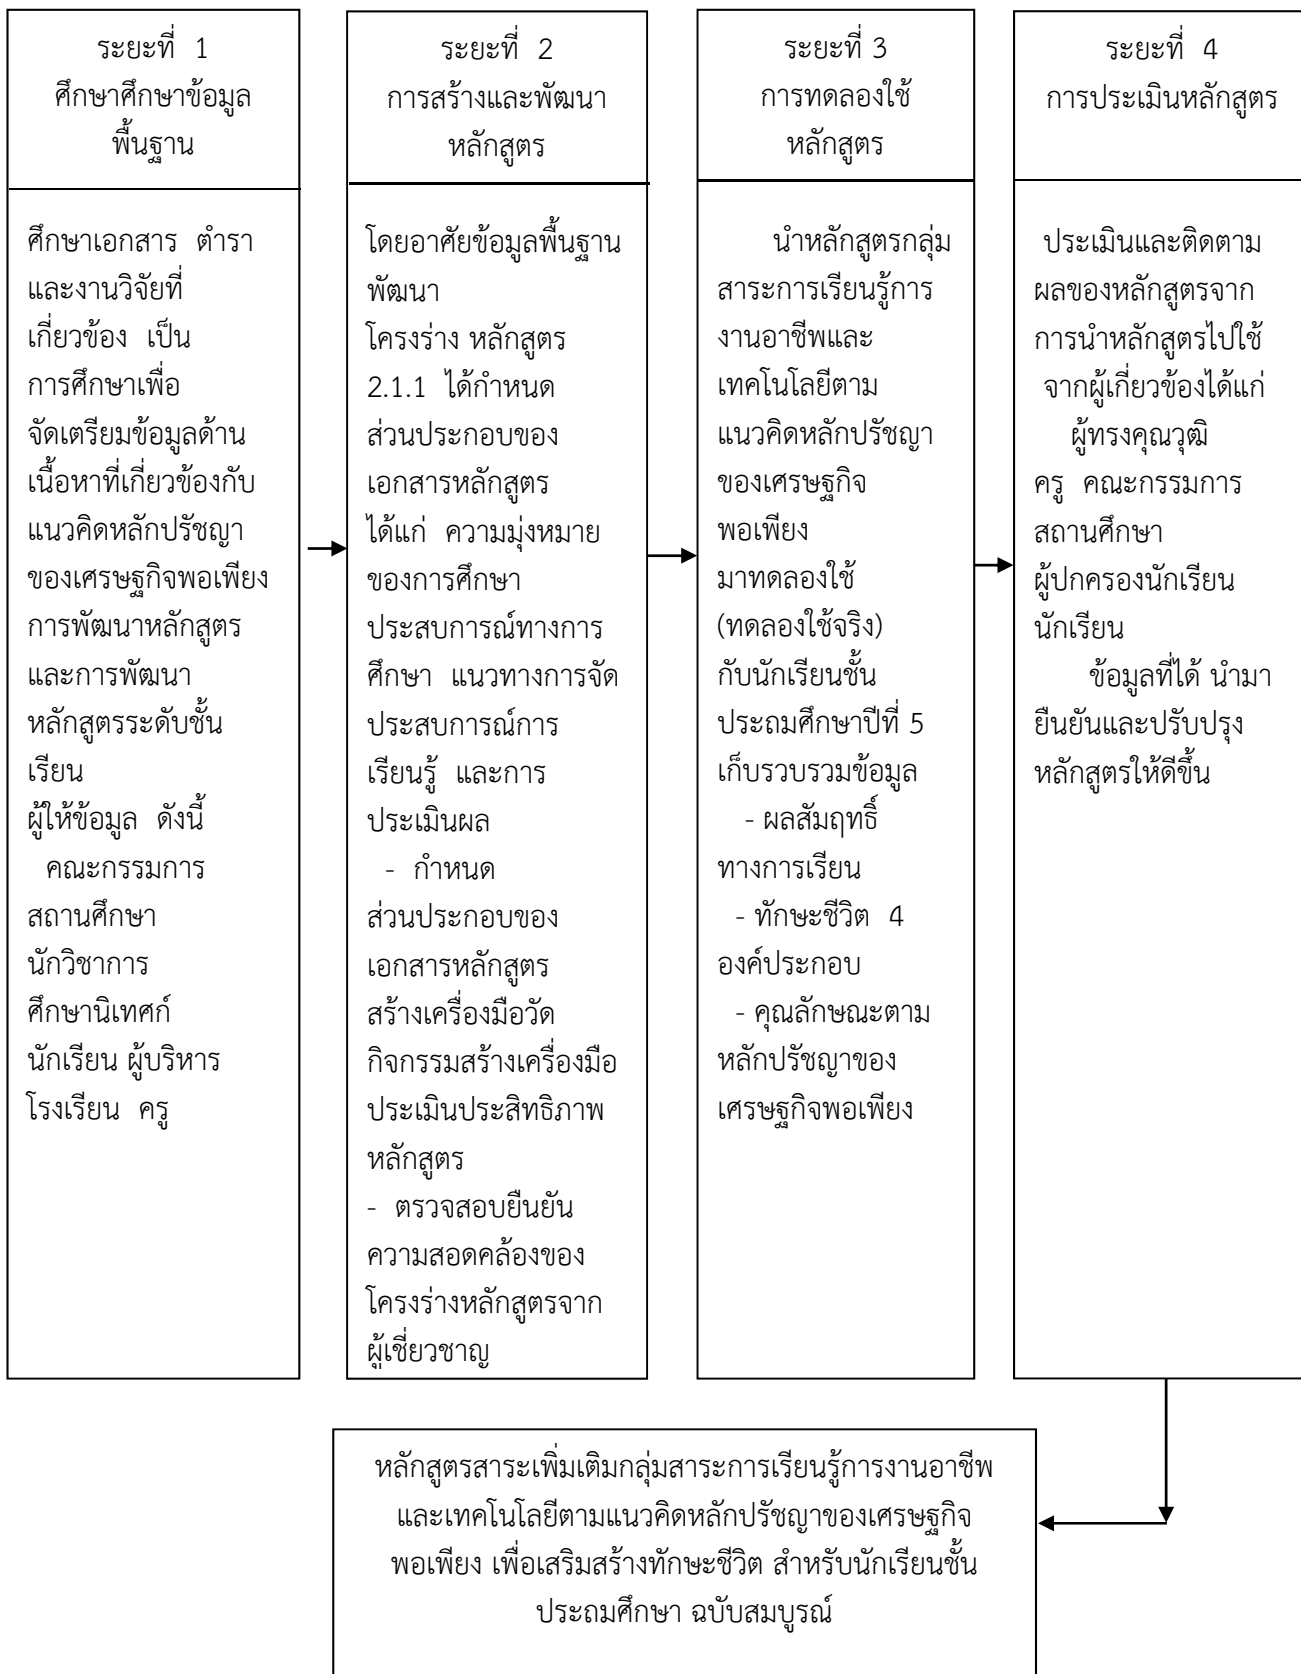 ระยะที่ 1
ศึกษาศึกษาข้อมูล
พื้นฐาน
ศึกษาเอกสาร ตำรา
และงานวิจัยที่
เกี่ยวข้อง เป็น
การศึกษาเพื่อ
จัดเตรียมข้อมูลด้าน
เนื้อหาที่เกี่ยวข้องกับ
แนวคิดหลักปรัชญา
ของเศรษฐกิจพอเพียง
การพัฒนาหลักสูตร
และการพัฒนา
หลักสูตรระดับชั้น
เรียน
ผู้ให้ข้อมูล ดังนี้
คณะกรรมการ
สถานศึกษา
นักวิชาการ
ศึกษานิเทศก์
นักเรียน ผู้บริหาร
โรงเรียน ครู
ระยะที่ 2
การสร้างและพัฒนา
หลักสูตร
โดยอาศัยข้อมูลพื้นฐาน
พัฒนา
โครงร่าง หลักสูตร
2.1.1 ได้กำหนด
ส่วนประกอบของ
เอกสารหลักสูตร
ได้แก่ ความมุ่งหมาย
ของการศึกษา
ประสบการณ์ทางการ
ศึกษา แนวทางการจัด
ประสบการณ์การ
เรียนรู้ และการ
ประเมินผล
- กำหนด
ส่วนประกอบของ
เอกสารหลักสูตร
สร้างเครื่องมือวัด
กิจกรรมสร้างเครื่องมือ
ประเมินประสิทธิภาพ
หลักสูตร
- ตรวจสอบยืนยัน
ความสอดคล้องของ
โครงร่างหลักสูตรจาก
ผู้เชี่ยวชาญ
ระยะที่ 3
การทดลองใช้
หลักสูตร
นำหลักสูตรกลุ่ม
สาระการเรียนรู้การ
งานอาชีพและ
เทคโนโลยีตาม
แนวคิดหลักปรัชญา
ของเศรษฐกิจ
พอเพียง
มาทดลองใช้
(ทดลองใช้จริง)
กับนักเรียนชั้น
ประถมศึกษาปีที่ 5
เก็บรวบรวมข้อมูล
- ผลสัมฤทธิ์
ทางการเรียน
- ทักษะชีวิต 4
องค์ประกอบ
- คุณลักษณะตาม
หลักปรัชญาของ
เศรษฐกิจพอเพียง
ระยะที่ 4
การประเมินหลักสูตร
ประเมินและติดตาม
ผลของหลักสูตรจาก
การนำหลักสูตรไปใช้
จากผู้เกี่ยวข้องได้แก่
ผู้ทรงคุณวุฒิ
ครู คณะกรรมการ
สถานศึกษา
ผู้ปกครองนักเรียน
นักเรียน
ข้อมูลที่ได้ นำมา
ยืนยันและปรับปรุง
หลักสูตรให้ดีขึ้น
หลักสูตรสาระเพิ่มเติมกลุ่มสาระการเรียนรู้การงานอาชีพ
และเทคโนโลยีตามแนวคิดหลักปรัชญาของเศรษฐกิจ
พอเพียง เพื่อเสริมสร้างทักษะชีวิต สำหรับนักเรียนชั้น
ประถมศึกษา ฉบับสมบูรณ์